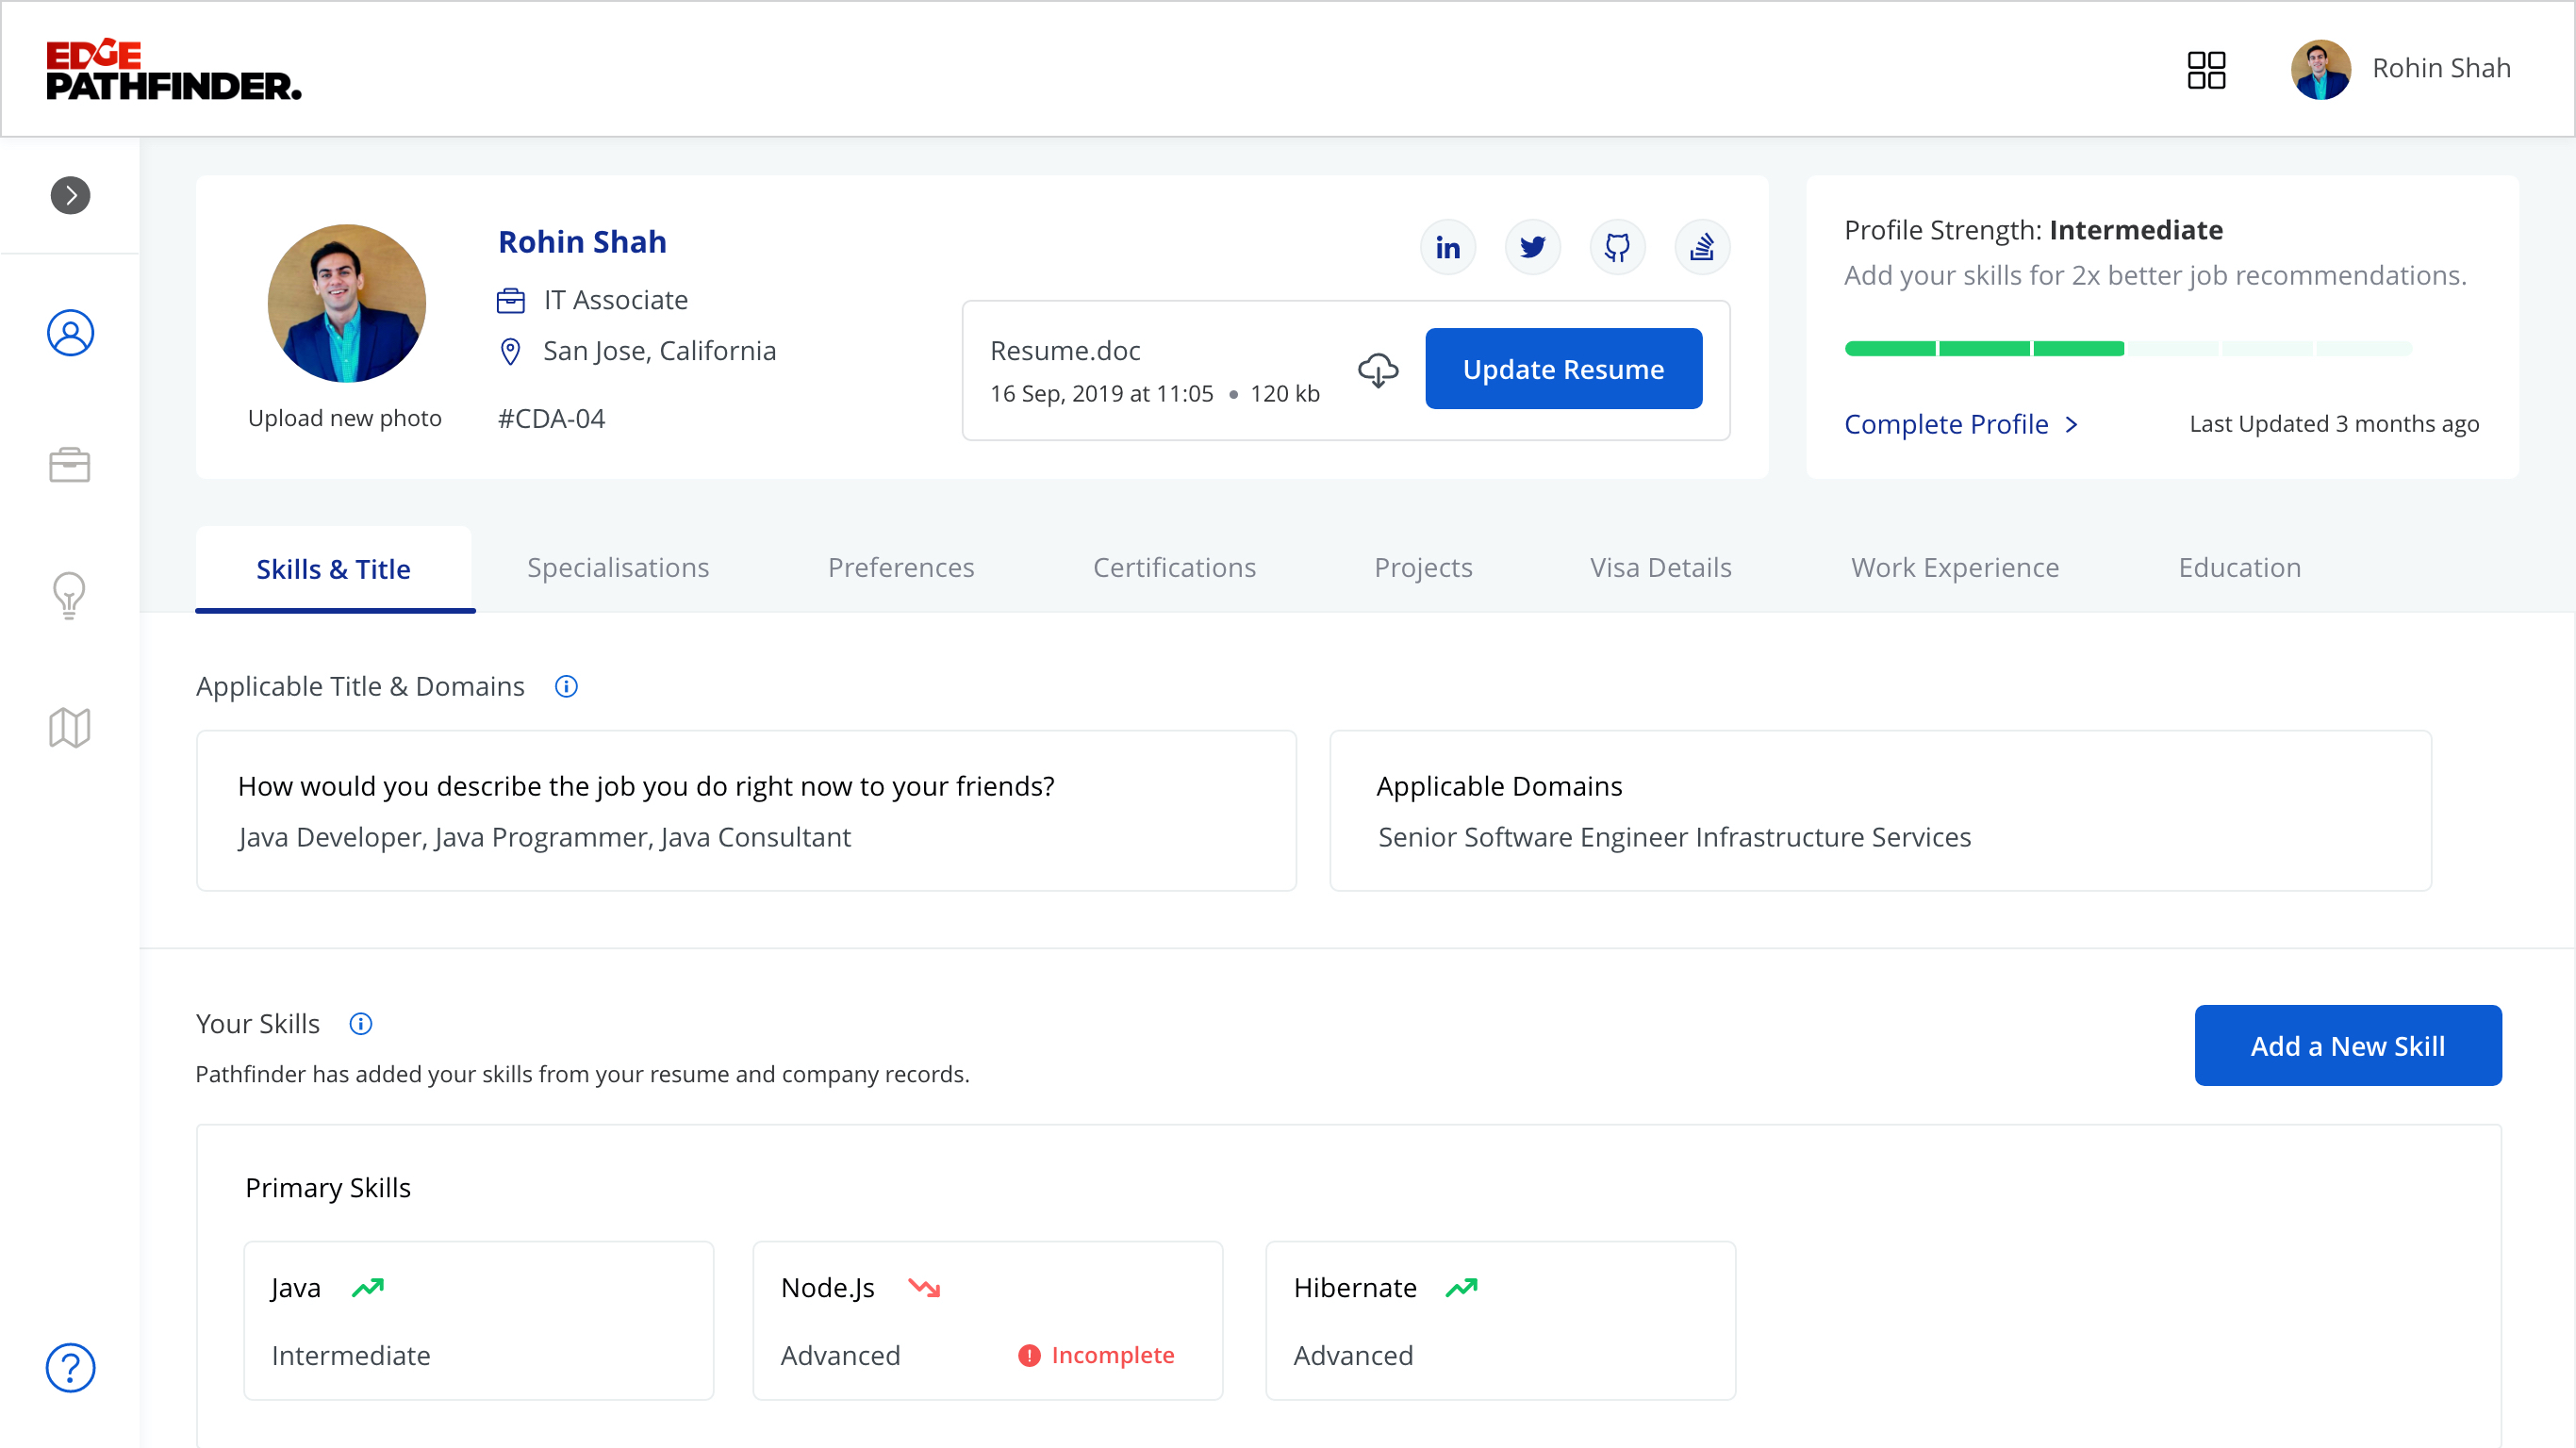 EDGE
PATHFINDER.
Rohin Shah
Rohin Shah
IT Associate
San Jose, California
#CDA-04
Upload new photo
in
Resume.doc
16 Sep, 2019 at 11:05 • 120 kb
Update Resume
Profile Strength: Intermediate
Add your skills for 2x better job recommendations.
Complete Profile >
Last Updated 3 months ago
Skills & Title
Specialisations
Preferences
Certifications
Projects
Visa Details
Work Experience
Education
Applicable Title & Domains
How would you describe the job you do right now to your friends?
Java Developer, Java Programmer, Java Consultant
Applicable Domains
Senior Software Engineer Infrastructure Services
Your Skills
Pathfinder has added your skills from your resume and company records.
Add a New Skill
Primary Skills
Java
Intermediate
Node.Js
Advanced
Incomplete
Hibernate
Advanced
?